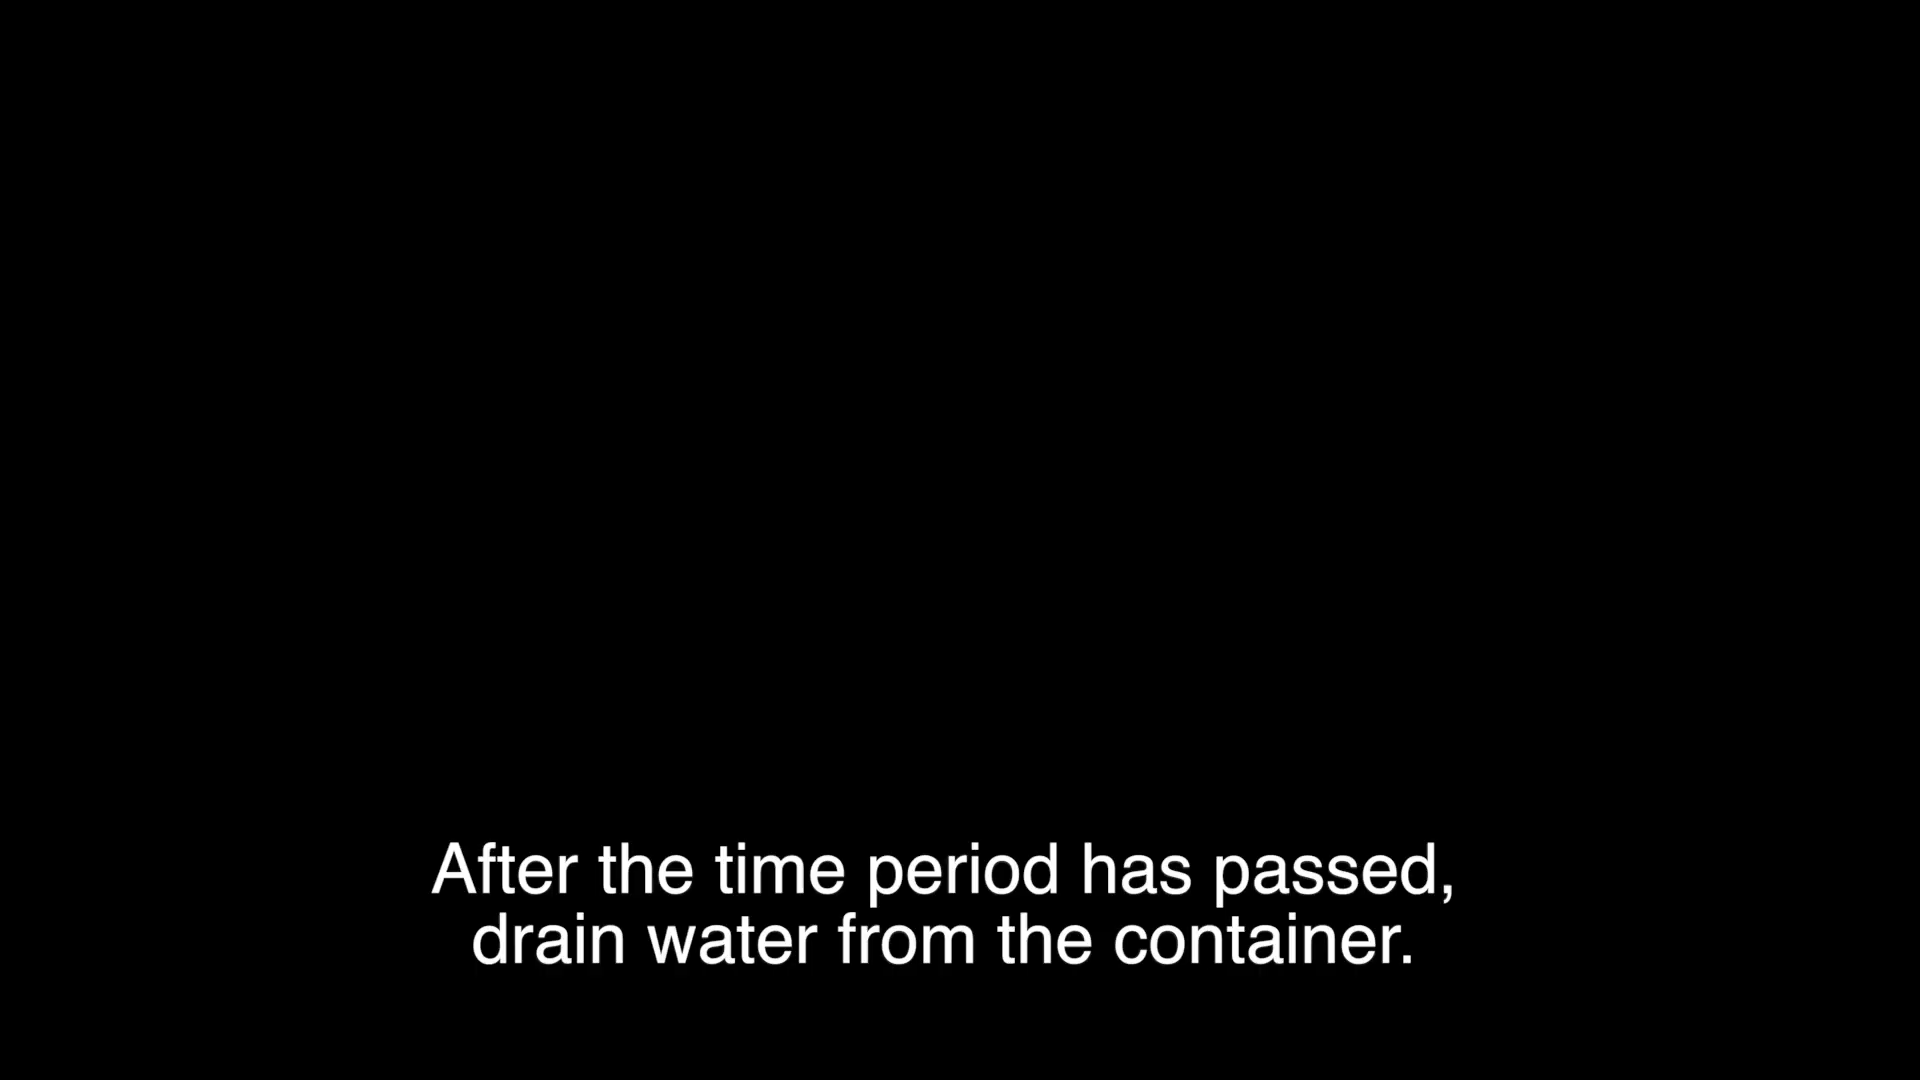 After the time period has passed,
drain water from the container.